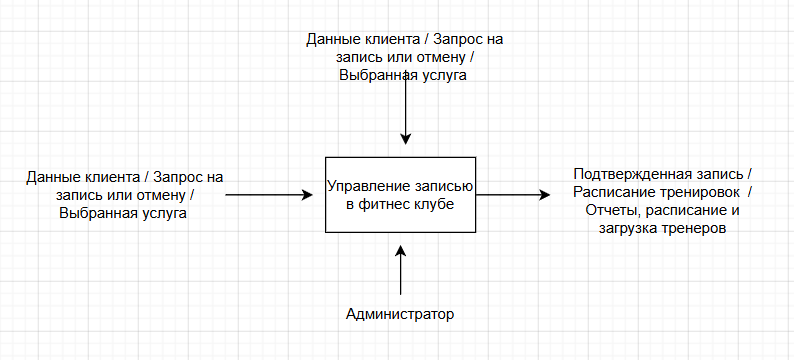 Данные клиента / Запрос на
запись или отмену /
Выбранная услуга
Данные клиента / Запрос на
запись или отмену /
Выбранная услуга
Управление записью
в фитнес клубе
Подтвержденная запись /
Расписание тренировок /
Отчеты, расписание и
загрузка тренеров
Администратор